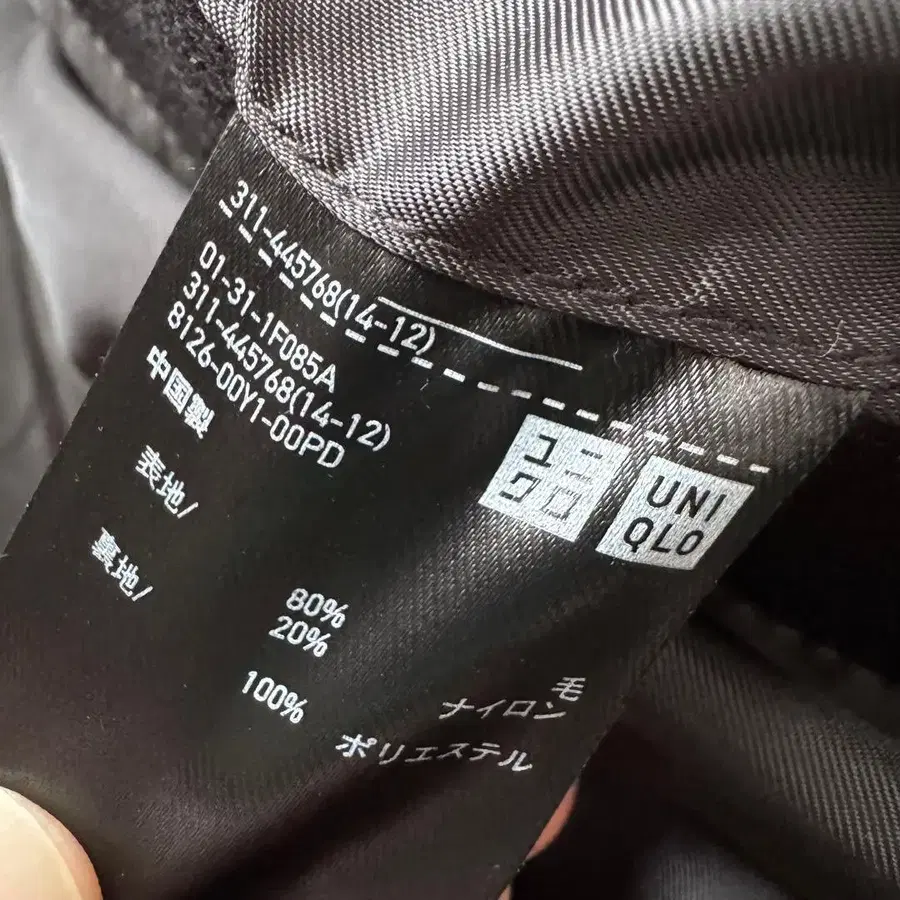 311-445768(14-12)
01-31-1F085A
311-445768(14-12)
8126-00Y1-00PD
中国製
ユニ
クロ
UNI
QLO
表地/
80% 毛
20% ナイロン
裏地/
100% ポリエステル